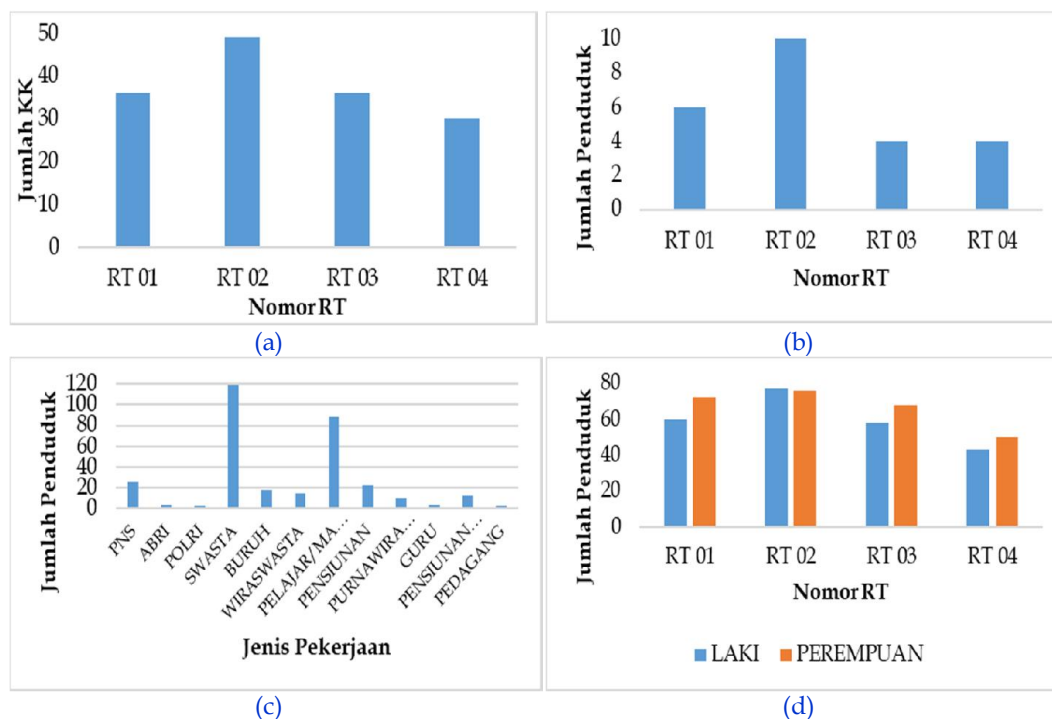 Jumlah KK
50
40
30
20
10
0
RT 01 RT 02 RT 03 RT 04
Nomor RT
(a)
Jumlah Penduduk
10
8
6
4
2
0
RT 01 RT 02 RT 03 RT 04
Nomor RT
(b)
Jumlah Penduduk
120
100
80
60
40
20
0
PNS
ABRI
POLRI
SWASTA
BURUH
WIRASWASTA
PELAJAR/MA...
PENSIUNAN
PURNAWIRA...
GURU
PENSIUNAN...
PEDAGANG
Jenis Pekerjaan
(c)
Jumlah Penduduk
80
60
40
20
0
RT 01 RT 02 RT 03 RT 04
Nomor RT
LAKI PEREMPUAN
(d)